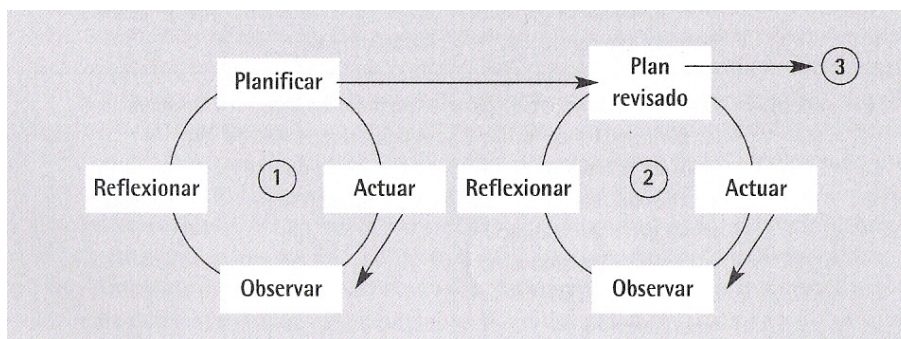 Planificar
Plan
revisado
3
Reflexionar
1
Actuar
Reflexionar
2
Actuar
Observar
Observar